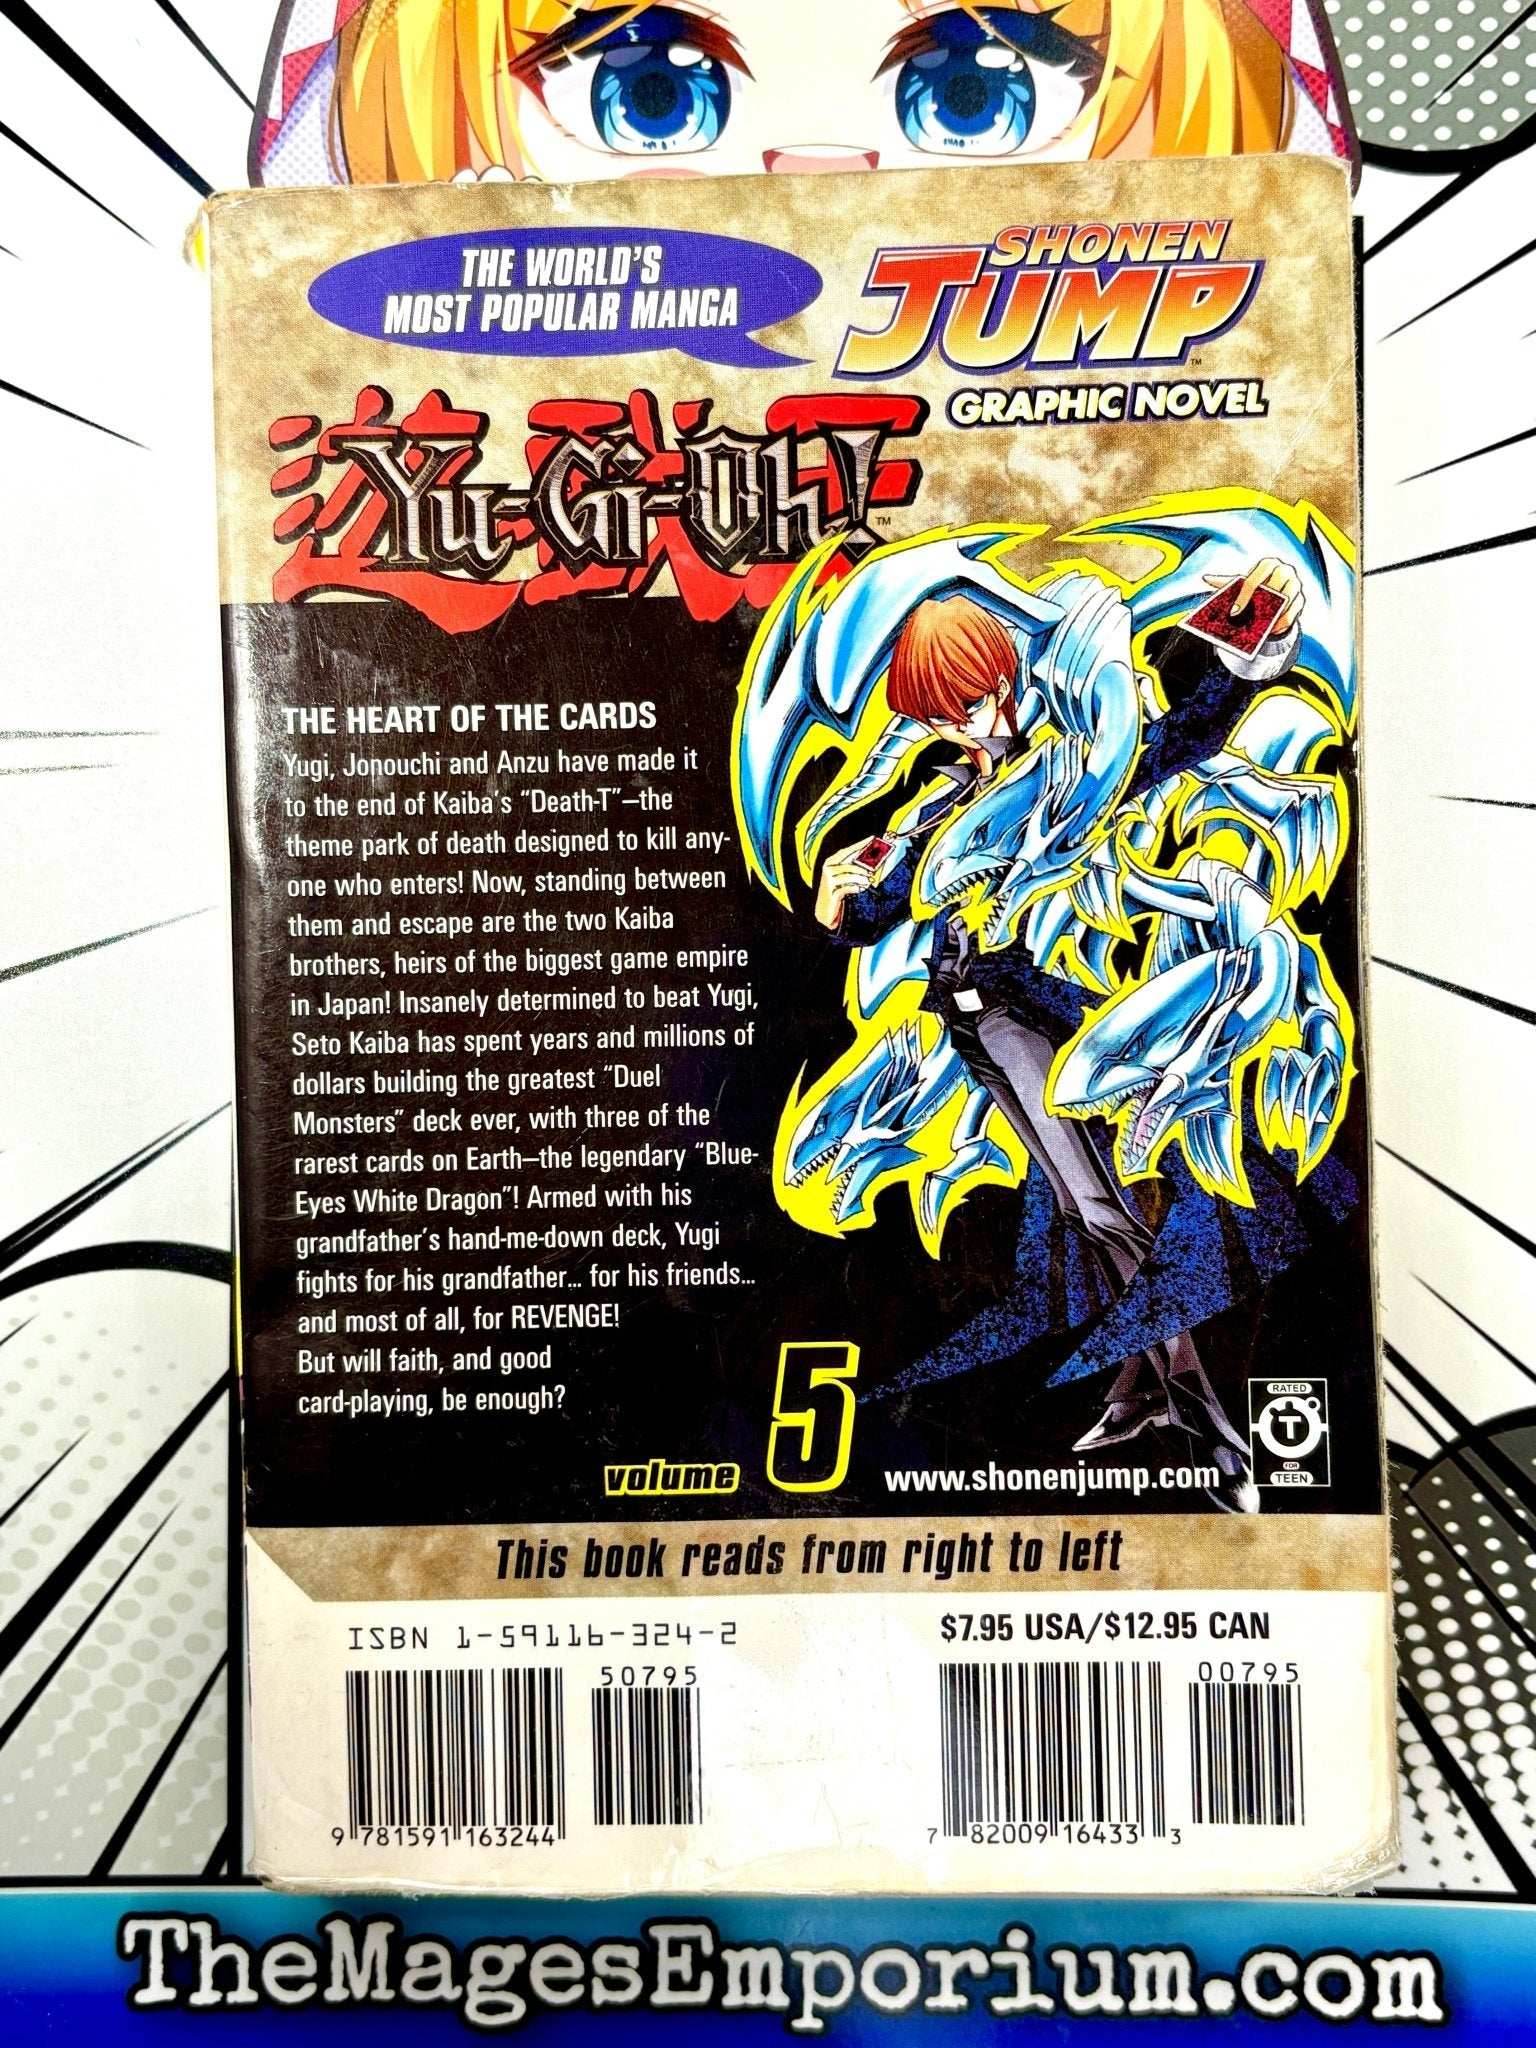 THE WORLD'S
MOST POPULAR MANGA
SHONEN
JUMP™
GRAPHIC NOVEL
遊戯王
Yu-Gi-Oh!™
THE HEART OF THE CARDS
Yugi, Jonouchi and Anzu have made it
to the end of Kaiba's "Death-T"—the
theme park of death designed to kill any-
one who enters! Now, standing between
them and escape are the two Kaiba
brothers, heirs of the biggest game empire
in Japan! Insanely determined to beat Yugi,
Seto Kaiba has spent years and millions of
dollars building the greatest "Duel
Monsters" deck ever, with three of the
rarest cards on Earth—the legendary "Blue-
Eyes White Dragon"! Armed with his
grandfather's hand-me-down deck, Yugi
fights for his grandfather... for his friends...
and most of all, for REVENGE!
But will faith, and good
card-playing, be enough?
volume 5
www.shonenjump.com
RATED
T
FOR
TEEN
This book reads from right to left
ISBN 1-59116-324-2
$7.95 USA/$12.95 CAN
50795
00795
9 781591 163244
7 82009 16433 3
TheMagesEmporium.com